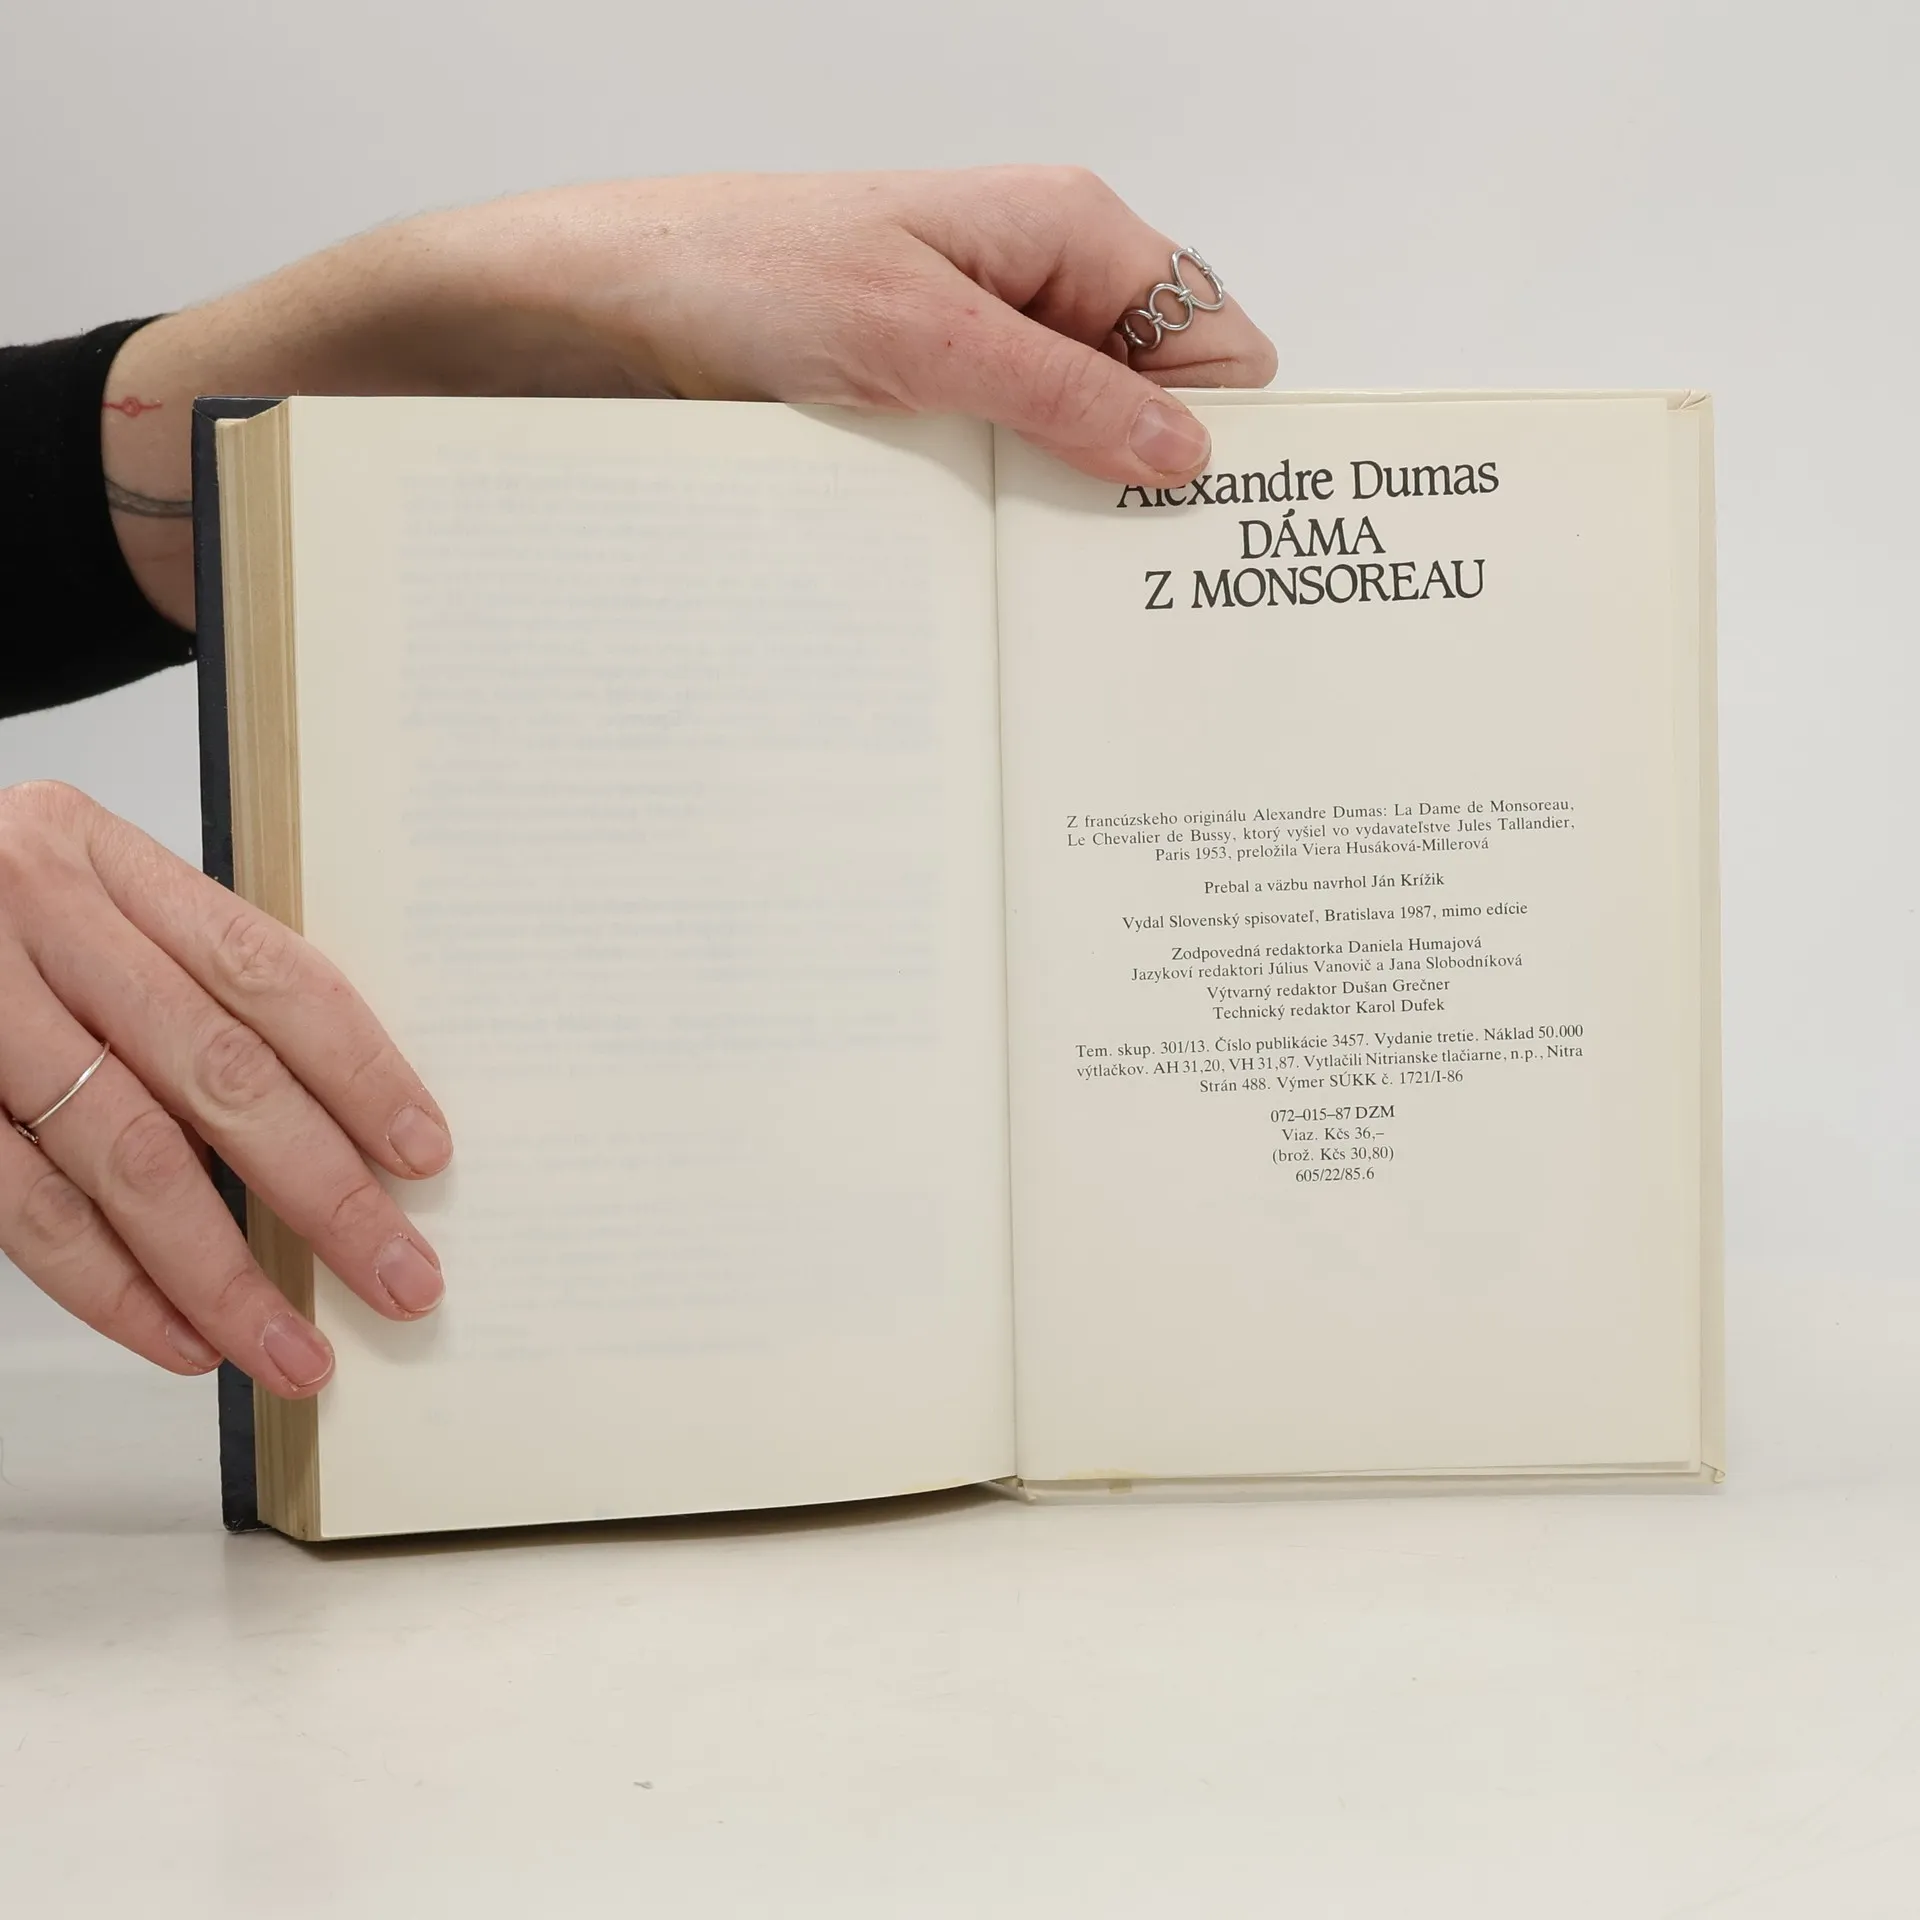 Alexandre Dumas
DÁMA
Z MONSOREAU
Z francúzskeho originálu Alexandre Dumas: La Dame de Monsoreau,
Le Chevalier de Bussy, ktorý vyšiel vo vydavateľstve Jules Tallandier,
Paris 1953, preložila Viera Husáková-Millerová
Prebal a väzbu navrhol Ján Krížik
Vydal Slovenský spisovateľ, Bratislava 1987, mimo edície
Zodpovedná redaktorka Daniela Humajová
Jazykoví redaktori Július Vanovič a Jana Slobodníková
Výtvarný redaktor Dušan Grečner
Technický redaktor Karol Dufek
Tem. skup. 301/13. Číslo publikácie 3457. Vydanie tretie. Náklad 50.000
výtlačkov. AH 31,20, VH 31,87. Vytlačili Nitrianske tlačiarne, n.p., Nitra
Strán 488. Výmer SÚKK č. 1721/I-86
072–015–87 DZM
Viaz. Kčs 36,–
(brož. Kčs 30,80)
605/22/85.6